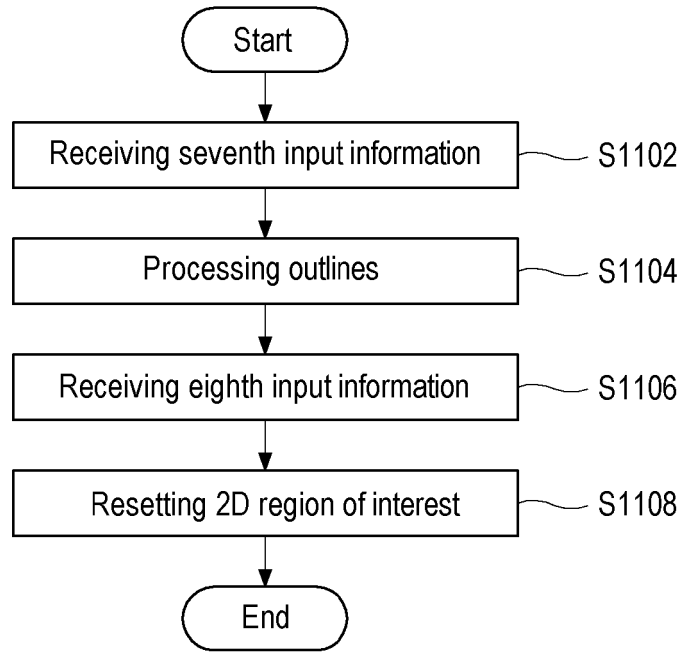 Start
Receiving seventh input information S1102
Processing outlines S1104
Receiving eighth input information S1106
Resetting 2D region of interest S1108
End